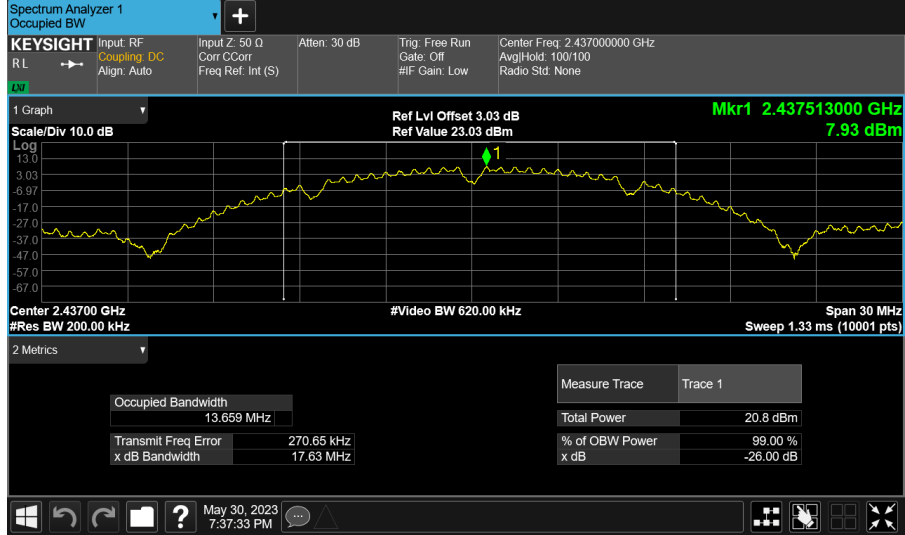 Spectrum Analyzer 1
Occupied BW
KEYSIGHT
RL
LXI
Input: RF
Coupling: DC
Align: Auto
Input Z: 50 Ω
Corr CCorr
Freq Ref: Int (S)
Atten: 30 dB
Trig: Free Run
Gate: Off
#IF Gain: Low
Center Freq: 2.437000000 GHz
Avg|Hold: 100/100
Radio Std: None
1 Graph
Scale/Div 10.0 dB
Ref Lvl Offset 3.03 dB
Ref Value 23.03 dBm
Mkr1 2.437513000 GHz
7.93 dBm
Log
13.0
3.03
-6.97
-17.0
-27.0
-37.0
-47.0
-57.0
-67.0
1
Center 2.43700 GHz
#Res BW 200.00 kHz
#Video BW 620.00 kHz
Span 30 MHz
Sweep 1.33 ms (10001 pts)
2 Metrics
Occupied Bandwidth
13.659 MHz
Transmit Freq Error 270.65 kHz
x dB Bandwidth 17.63 MHz
Measure Trace Trace 1
Total Power 20.8 dBm
% of OBW Power 99.00 %
x dB -26.00 dB
?
May 30, 2023
7:37:33 PM